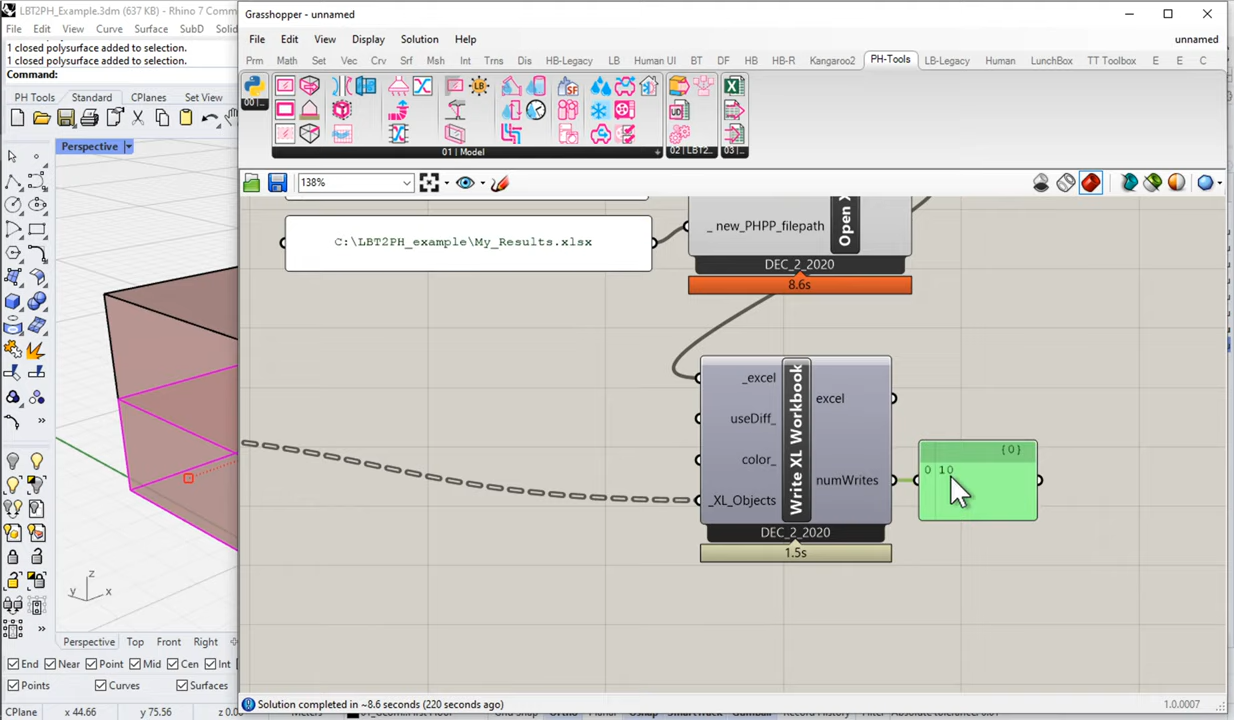 LBT2PH_Example.3dm (637 KB) - Rhino 7 Comm
File Edit View Curve Surface SubD Solid
1 closed polysurface added to selection.
1 closed polysurface added to selection.
Command:
PH Tools Standard CPlanes Set View
Perspective
Grasshopper - unnamed
File Edit View Display Solution Help
unnamed
Prm Math Set Vec Crv Srf Msh Int Trns Dis HB-Legacy LB Human UI BT DF HB HB-R Kangaroo2 PH-Tools LB-Legacy Human LunchBox TT Toolbox E E C
00 |...
01 | Model
02 | LBT2...
03 |...
138%
C:\LBT2PH_example\My_Results.xlsx
_ new_PHPP_filepath
Open X
DEC_2_2020
8.6s
_excel
useDiff_
color_
_XL_Objects
Write XL Workbook
excel
numWrites
DEC_2_2020
1.5s
{0}
0 10
z
y x
Perspective Top Front Right
End Near Point Mid Cen Int
Points Curves Surfaces
CPlane x 44.66 y 75.56 z 0.00
Solution completed in ~8.6 seconds (220 seconds ago)
1.0.0007